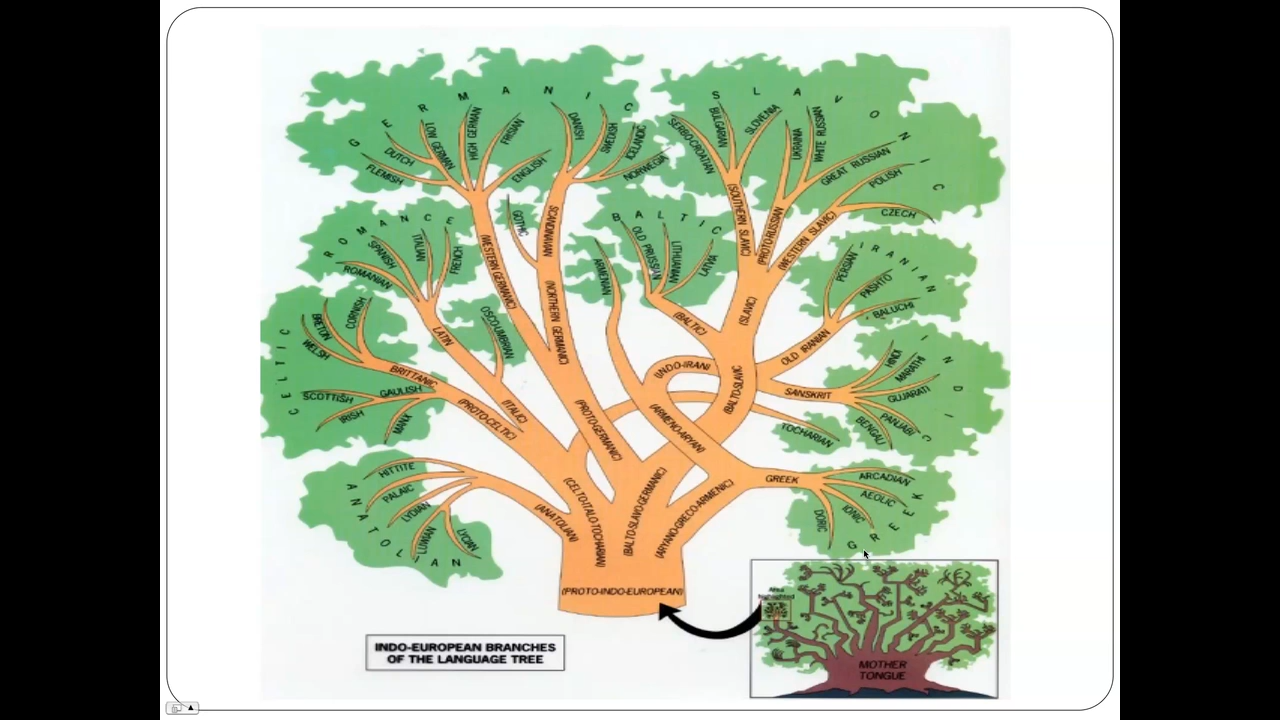 GERMANIC
FLEMISH
DUTCH
LOW GERMAN
HIGH GERMAN
FRISIAN
ENGLISH
DANISH
SWEDISH
ICELANDIC
NORWEGIA
GOTHIC
SCANDINAVIAN
(WESTERN GERMANIC)
(NORTHERN GERMANIC)
(PROTO-GERMANIC)
SLAVONIC
SERBO-CROATIAN
BULGARIAN
SLOVENIA
UKRAINIA
WHITE RUSSIAN
GREAT RUSSIAN
POLISH
CZECH
(SOUTHERN SLAVIC)
(PROTO-RUSSIAN)
(WESTERN SLAVIC)
(SLAVIC)
ROMANCE
ROMANIAN
SPANISH
ITALIAN
FRENCH
LATIN
OSCO-UMBRIAN
(ITALIC)
BALTIC
OLD PRUSSIAN
LITHUANIAN
LATVIA
(BALTIC)
ARMENIAN
IRANIAN
PERSIAN
PASHTO
BALUCHI
OLD IRANIAN
CELTIC
WELSH
BRETON
CORNISH
BRITTANIC
SCOTTISH
IRISH
MANX
GAULISH
(PROTO-CELTIC)
(INDO-IRANI)
(BALTO-SLAVIC)
(ARMENO-ARYAN)
INDIC
HINDI
MARATHI
GUJARATI
PANJABI
BENGALI
SANSKRIT
TOCHARIAN
ANATOLIAN
HITTITE
PALAIC
LYDIAN
LUWIAN
LYCIAN
(ANATOLIAN)
(CELTO-ITALO-TOCHARIAN)
(BALTO-SLAVO-GERMANIC)
(ARYANO-GRECO-ARMENIC)
GREEK
GREEK
ARCADIAN
AEOLIC
IONIC
DORIC
(PROTO-INDO-EUROPEAN)
INDO-EUROPEAN BRANCHES
OF THE LANGUAGE TREE
Area
highlighted
MOTHER
TONGUE